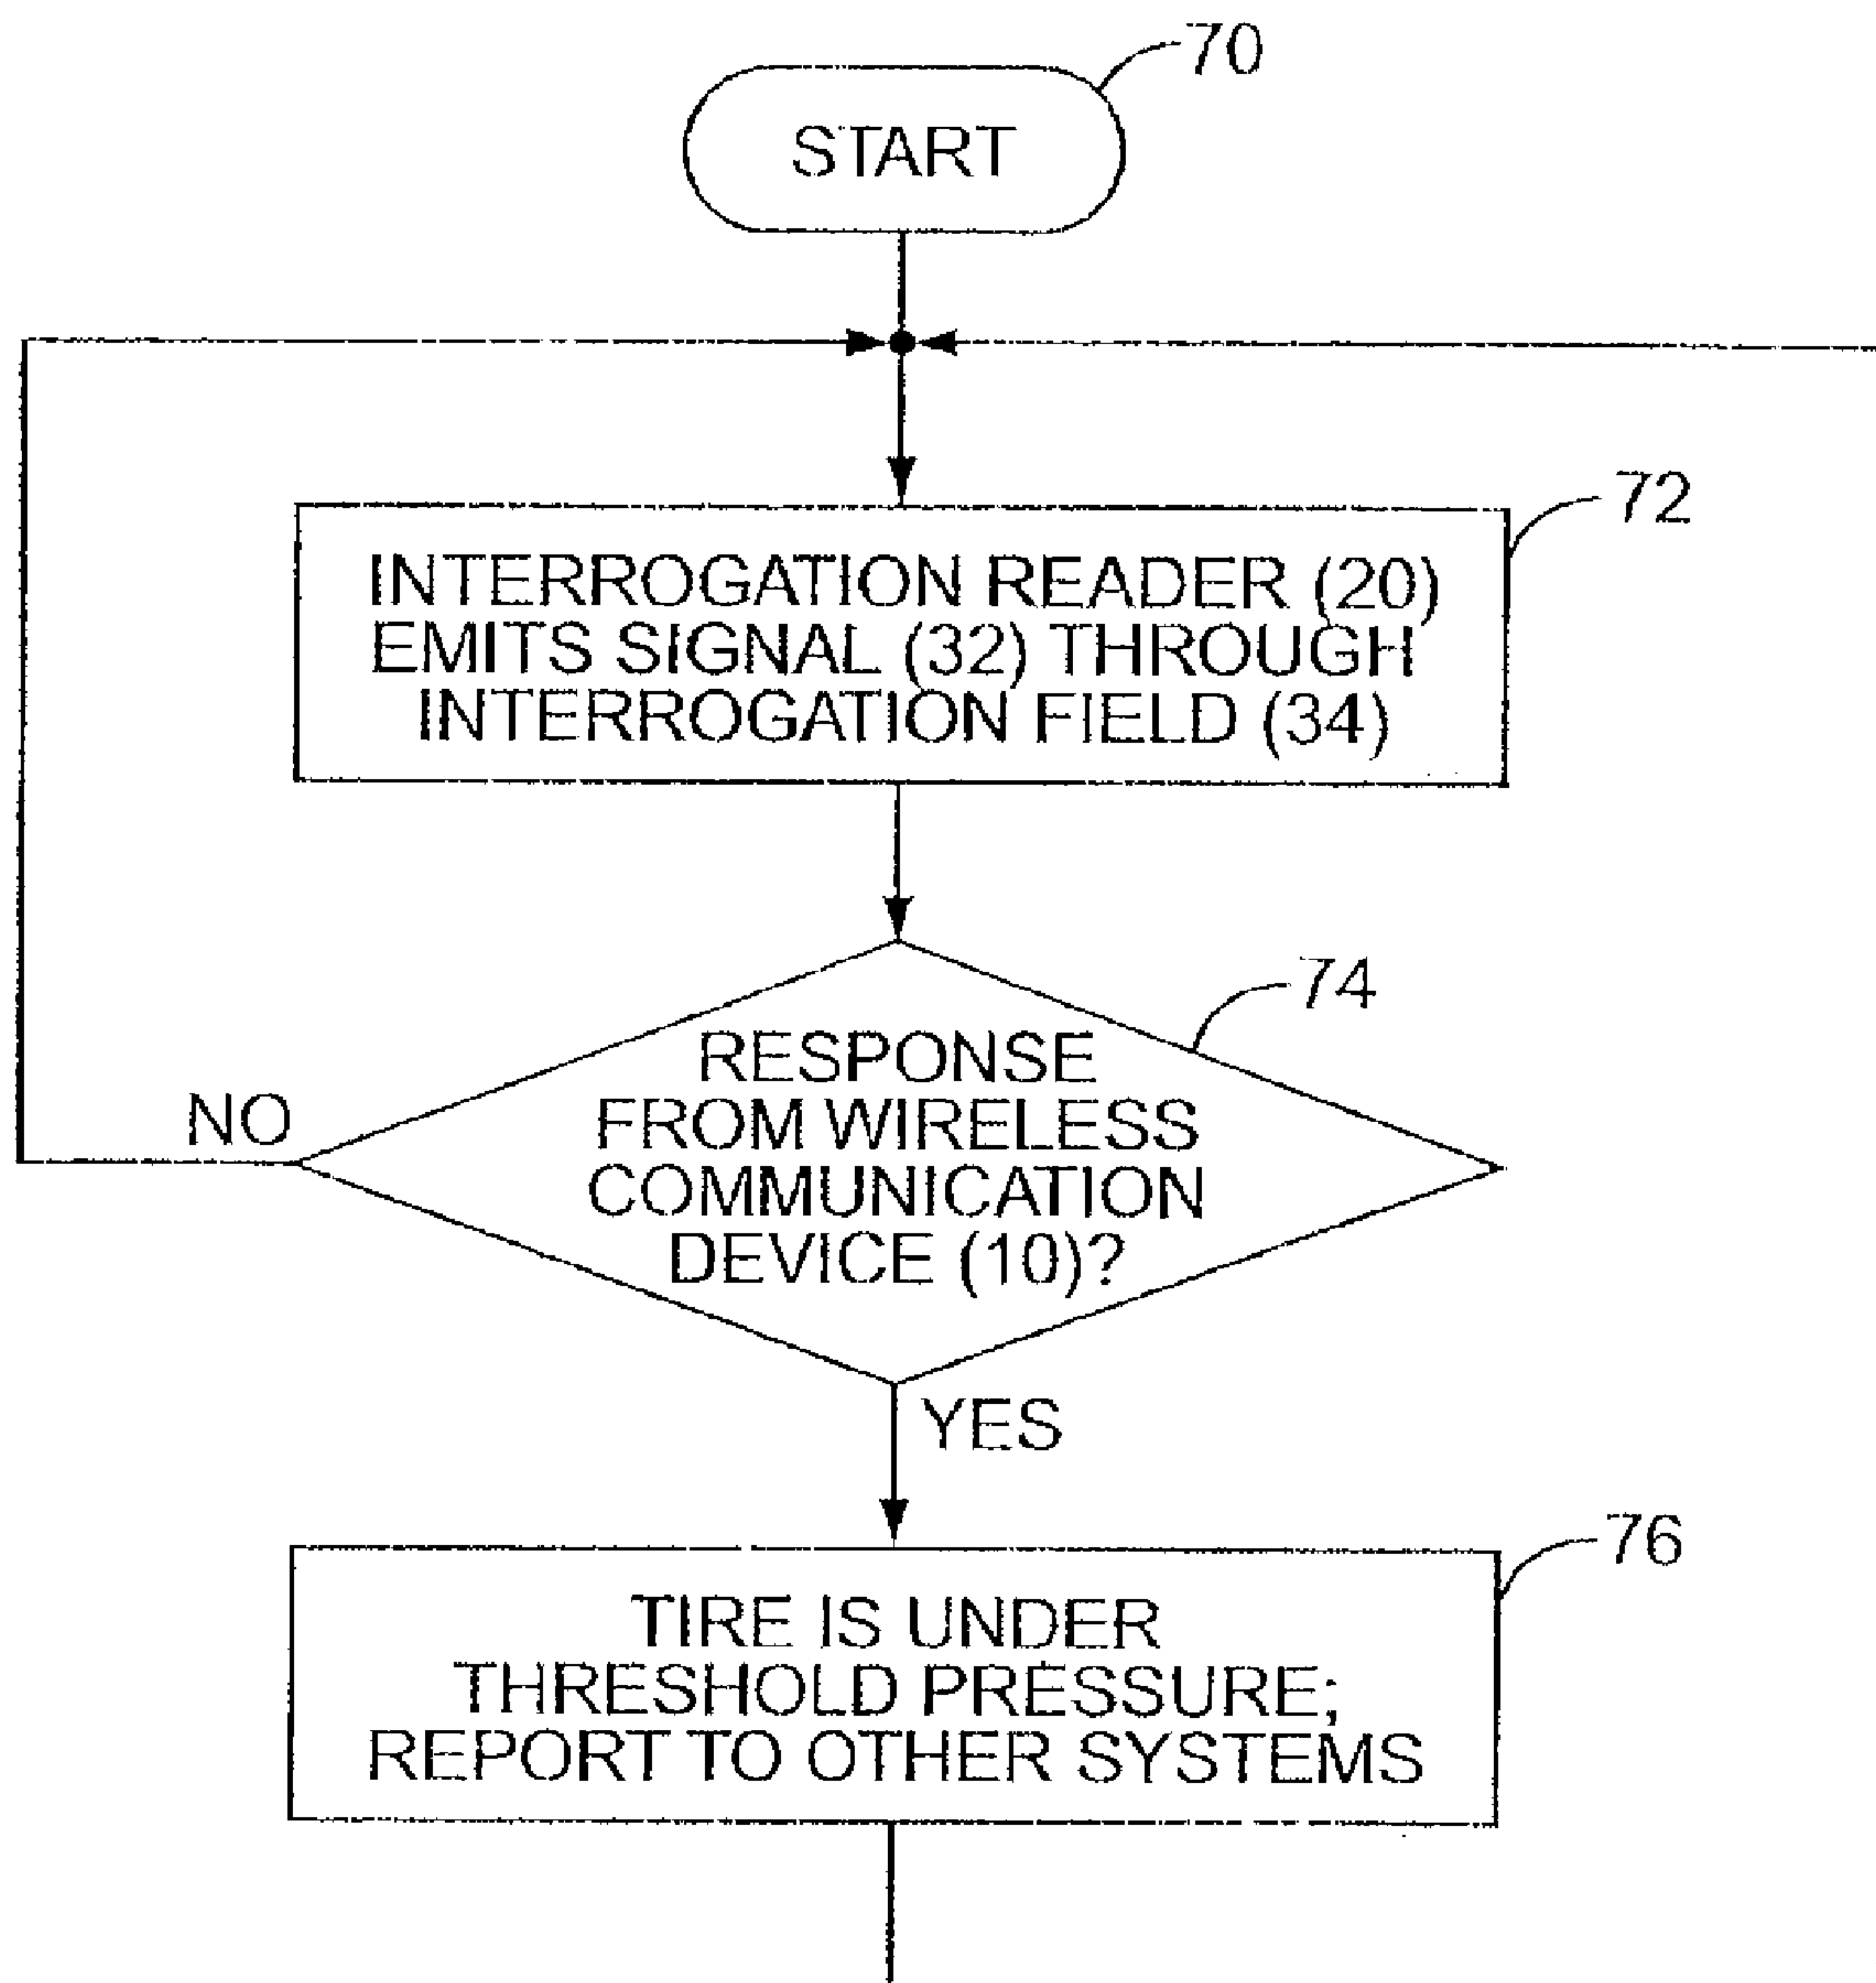 70
START
72
INTERROGATION READER (20)
EMITS SIGNAL (32) THROUGH
INTERROGATION FIELD (34)
74
RESPONSE
FROM WIRELESS
COMMUNICATION
DEVICE (10)?
NO
YES
76
TIRE IS UNDER
THRESHOLD PRESSURE;
REPORT TO OTHER SYSTEMS